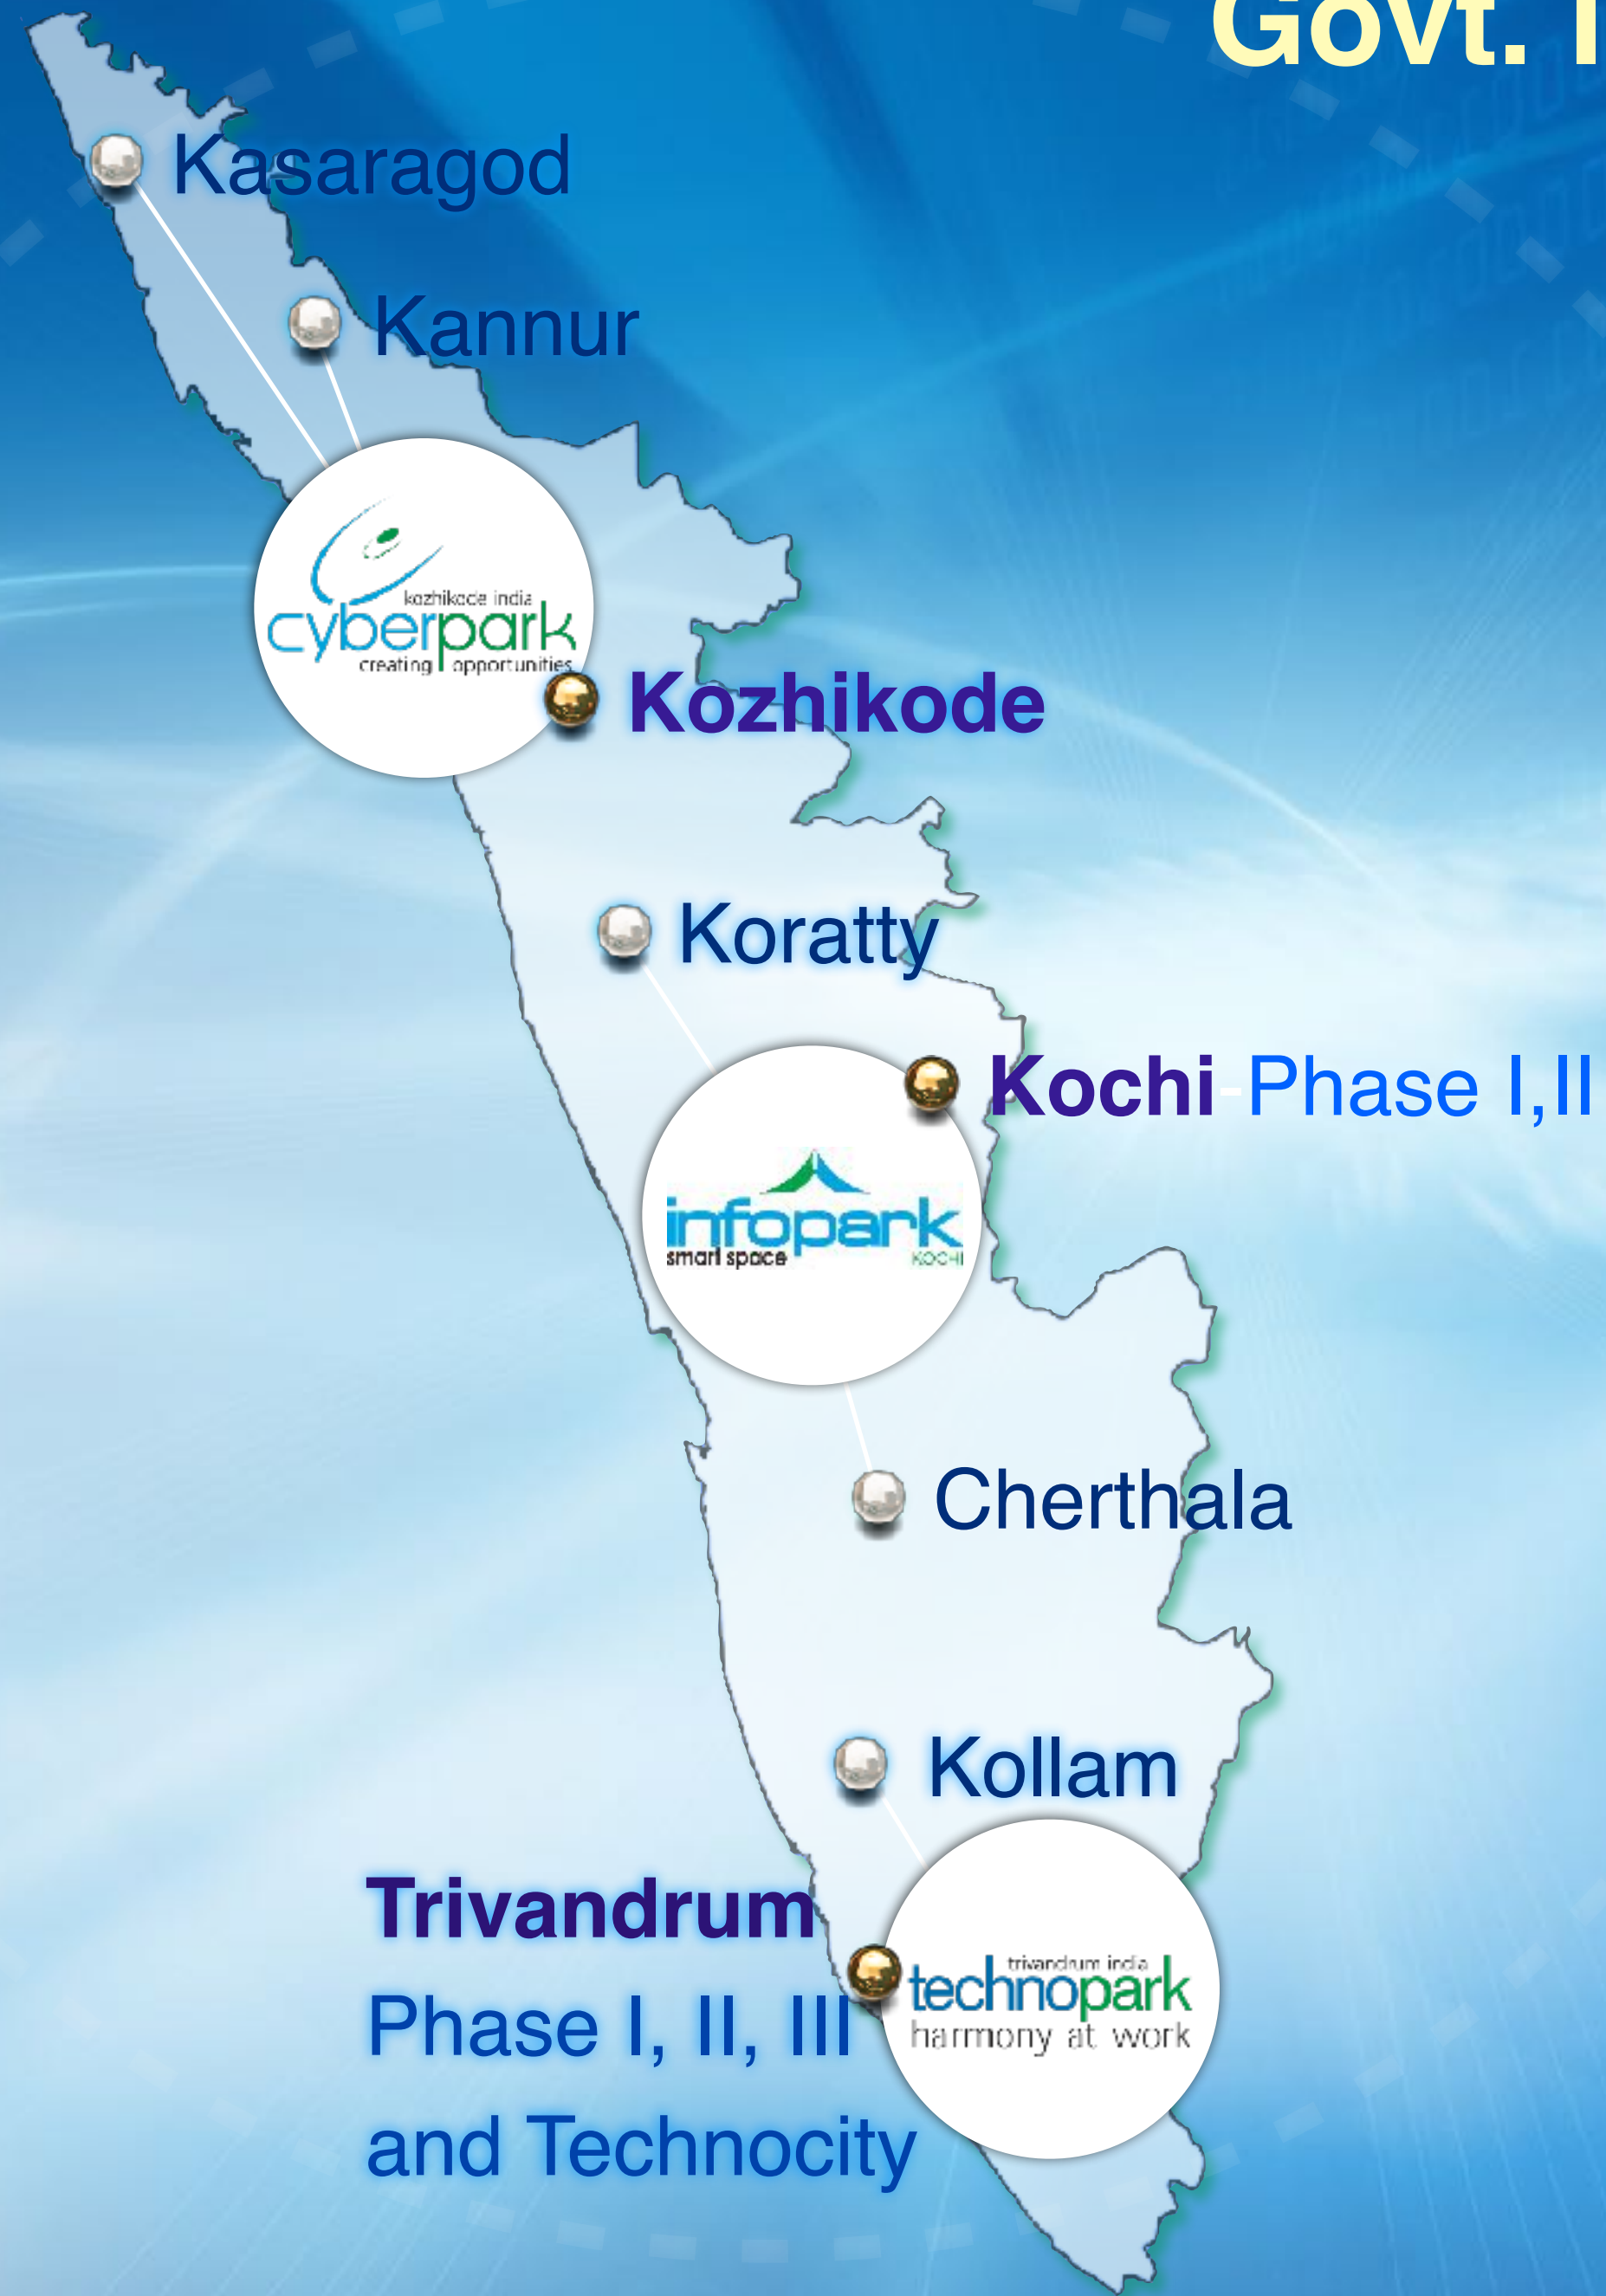 Govt. I
Kasaragod
Kannur
kozhikode india
cyberpark
creating opportunities
Kozhikode
Koratty
Kochi-Phase I,II
infopark
smart space KOCHI
Cherthala
Kollam
Trivandrum
Phase I, II, III
and Technocity
trivandrum india
technopark
harmony at work